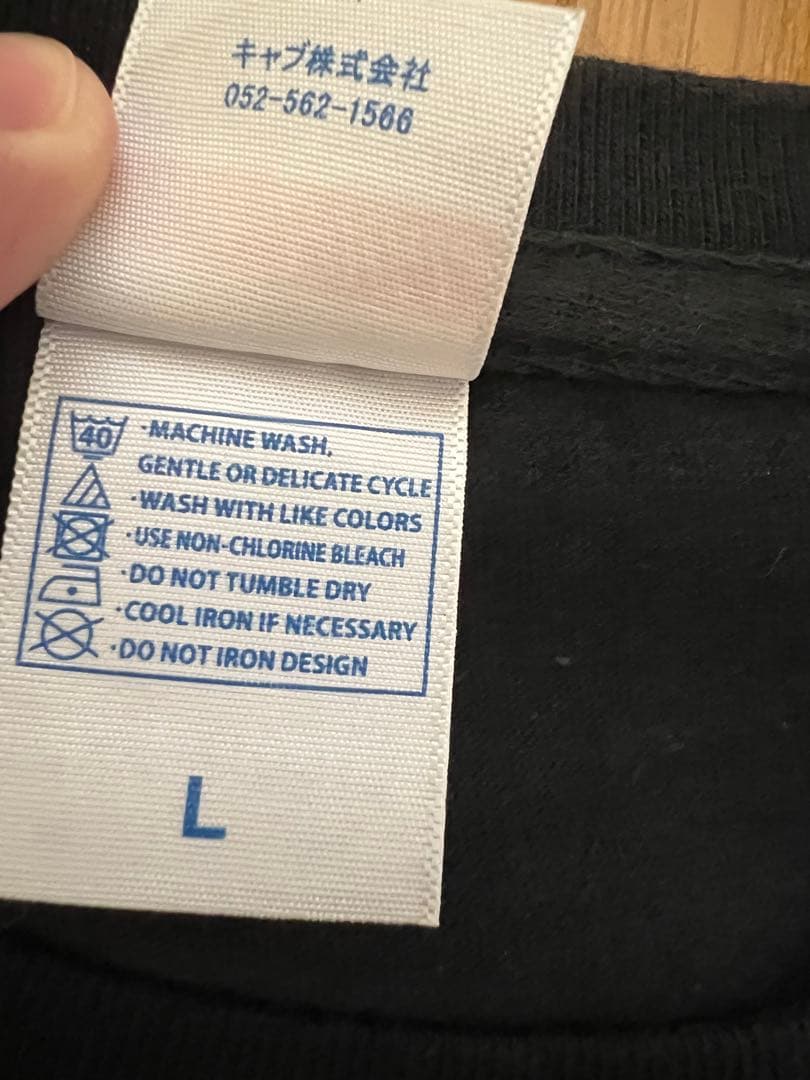 キャブ株式会社
052-562-1566
40
·MACHINE WASH,
GENTLE OR DELICATE CYCLE
·WASH WITH LIKE COLORS
·USE NON-CHLORINE BLEACH
·DO NOT TUMBLE DRY
·COOL IRON IF NECESSARY
·DO NOT IRON DESIGN
L